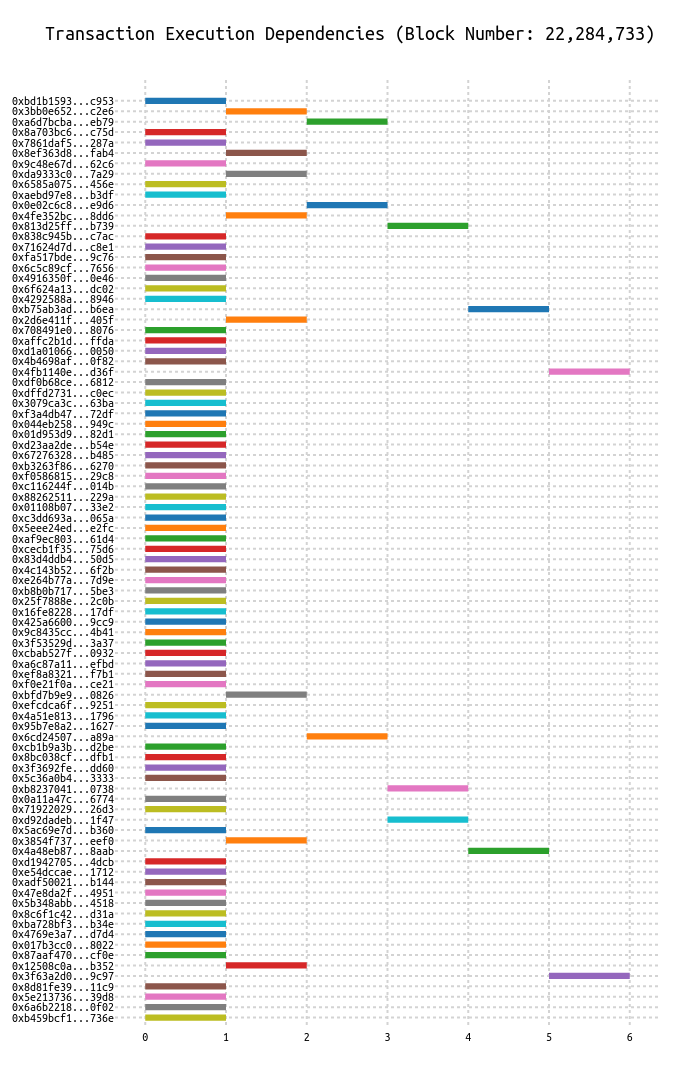 Transaction Execution Dependencies (Block Number: 22,284,733)
0xbd1b1593...c953
0x3bb0e652...c2e6
0xa6d7bcba...eb79
0x8a703bc6...c75d
0x7861daf5...287a
0x8ef363d8...fab4
0x9c48e67d...62c6
0xda9333c0...7a29
0x6585a075...456e
0xaebd97e8...b3df
0x0e02c6c8...e9d6
0x4fe352bc...8dd6
0x813d25ff...b739
0x838c945b...c7ac
0x71624d7d...c8e1
0xfa517bde...9c76
0x6c5c89cf...7656
0x4916350f...0e46
0x6f624a13...dc02
0x4292588a...8946
0xb75ab3ad...b6ea
0x2d6e411f...405f
0x708491e0...8076
0xaffc2b1d...ffda
0xd1a01066...0050
0x4b4698af...0f82
0x4fb1140e...d36f
0xdf0b68ce...6812
0xdffd2731...c0ec
0x3079ca3c...63ba
0xf3a4db47...72df
0x044eb258...949c
0x01d953d9...82d1
0xd23aa2de...b54e
0x67276328...b485
0xb3263f86...6270
0xf0586815...29c8
0xc116244f...014b
0x88262511...229a
0x01108b07...33e2
0xc3dd693a...065a
0x5eee24ed...e2fc
0xaf9ec803...61d4
0xcecb1f35...75d6
0x83d4ddb4...50d5
0x4c143b52...6f2b
0xe264b77a...7d9e
0xb8b0b717...5be3
0x25f7888e...2c0b
0x16fe8228...17df
0x425a6600...9cc9
0x9c8435cc...4b41
0x3f53529d...3a37
0xcbab527f...0932
0xa6c87a11...efbd
0xef8a8321...f7b1
0xf0e21f0a...ce21
0xbfd7b9e9...0826
0xefcdca6f...9251
0x4a51e813...1796
0x95b7e8a2...1627
0x6cd24507...a89a
0xcb1b9a3b...d2be
0x8bc038cf...dfb1
0x3f3692fe...dd60
0x5c36a0b4...3333
0xb8237041...0738
0x0a11a47c...6774
0x71922029...26d3
0xd92dadeb...1f47
0x5ac69e7d...b360
0x3854f737...eef0
0x4a48eb87...8aab
0xd1942705...4dcb
0xe54dccae...1712
0xadf50021...b144
0x47e8da2f...4951
0x5b348abb...4518
0x8c6f1c42...d31a
0xba728bf3...b34e
0x4769e3a7...d7d4
0x017b3cc0...8022
0x87aaf470...cf0e
0x12508c0a...b352
0x3f63a2d0...9c97
0x8d81fe39...11c9
0x5e213736...39d8
0x6a6b2218...0f02
0xb459bcf1...736e
0 1 2 3 4 5 6